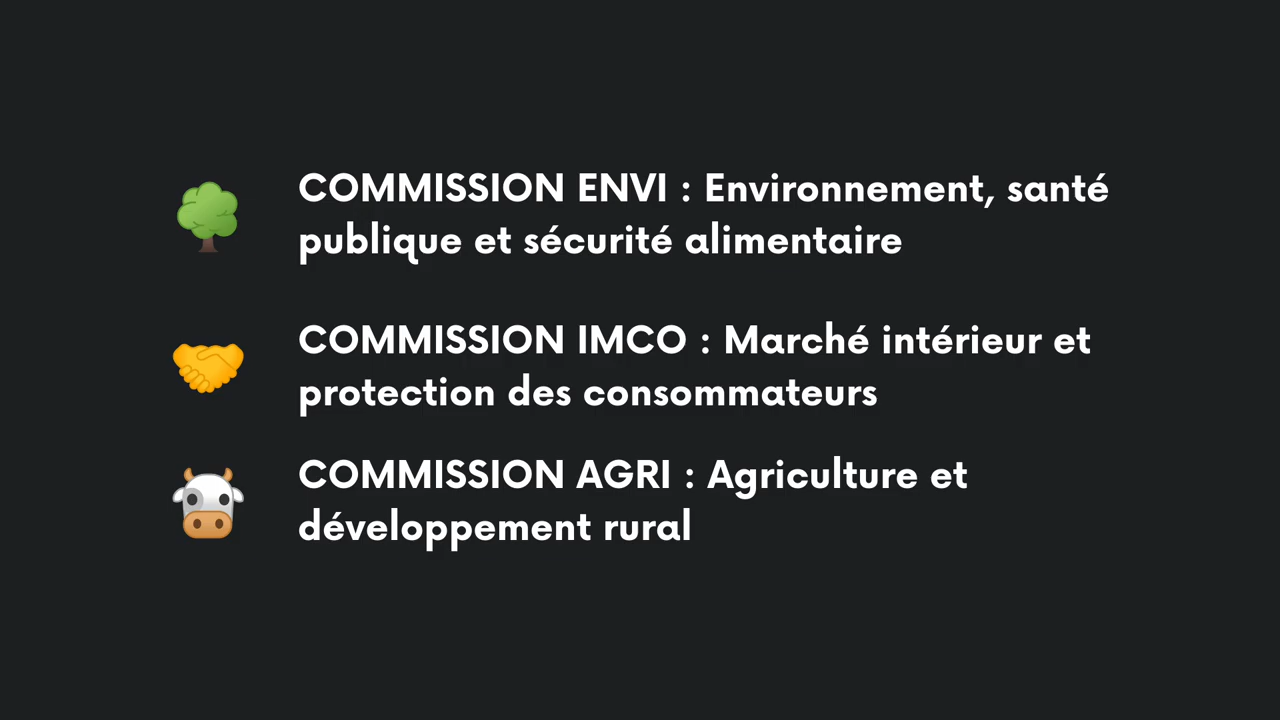 COMMISSION ENVI : Environnement, santé
publique et sécurité alimentaire
COMMISSION IMCO : Marché intérieur et
protection des consommateurs
COMMISSION AGRI : Agriculture et
développement rural